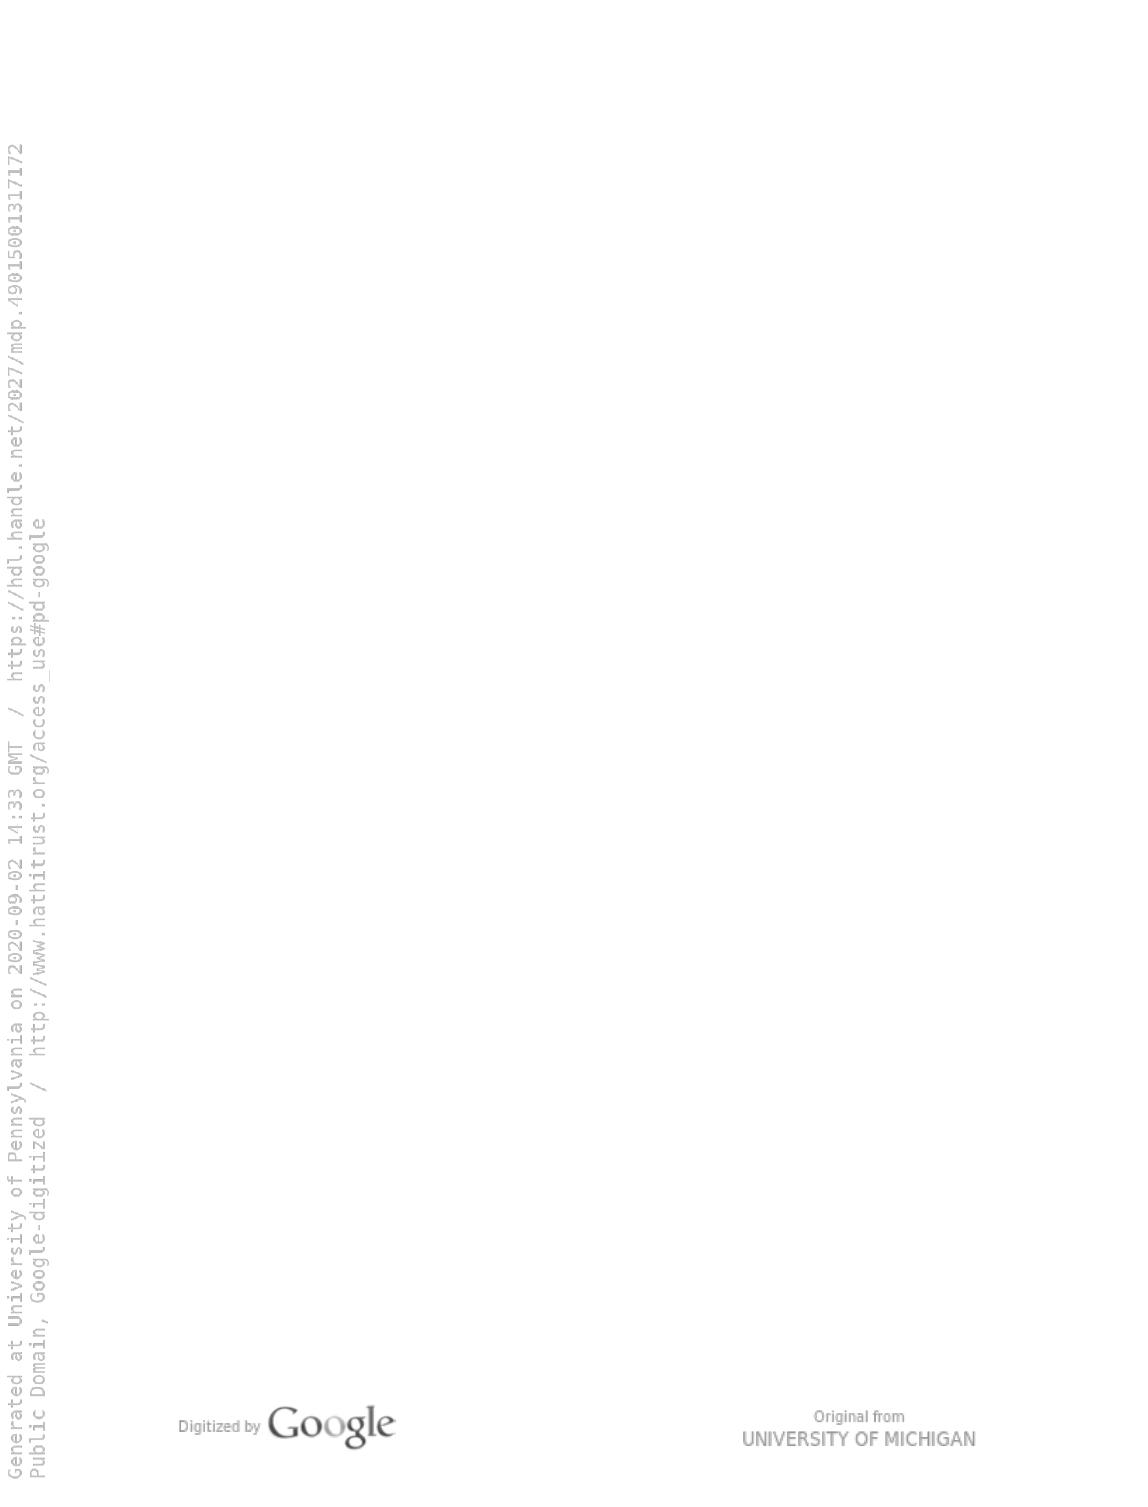 Generated at University of Pennsylvania on 2020-09-02 14:33 GMT / https://hdl.handle.net/2027/mdp.49015001317172
Public Domain, Google-digitized / http://www.hathitrust.org/access_use#pd-google
Digitized by Google
Original from
UNIVERSITY OF MICHIGAN